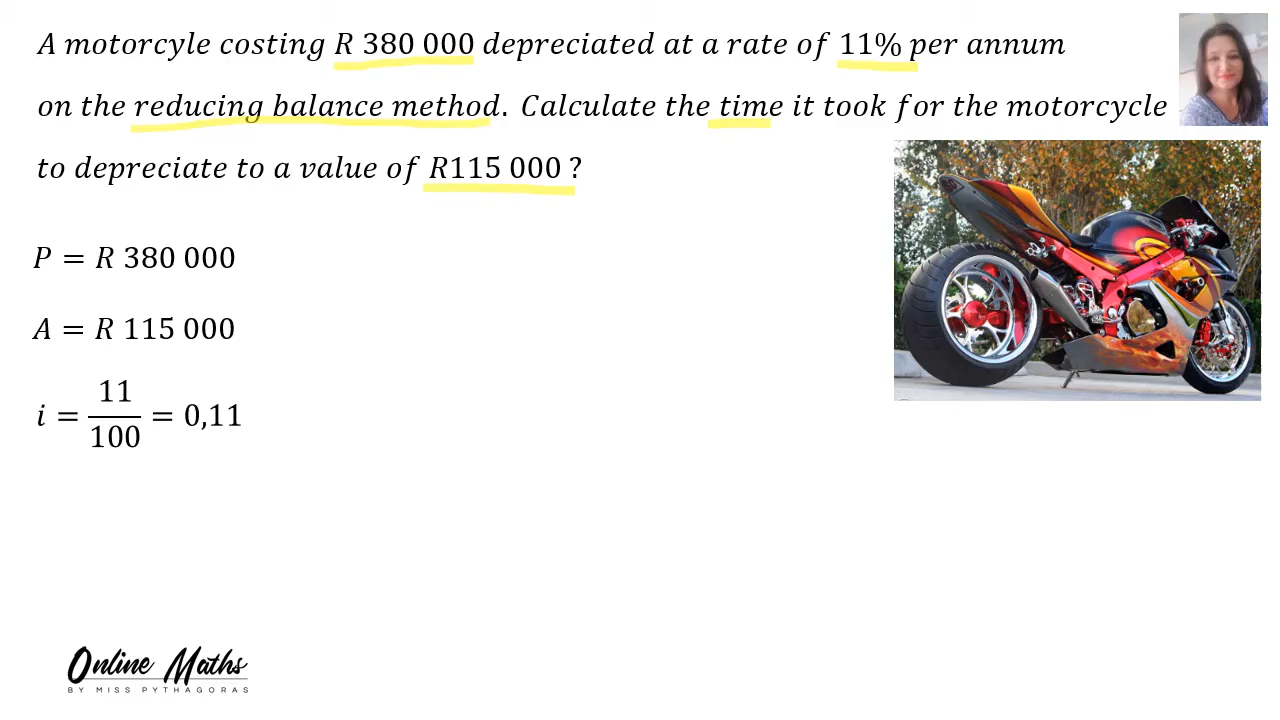 A motorcyle costing R 380 000 depreciated at a rate of 11% per annum
on the reducing balance method. Calculate the time it took for the motorcycle
to depreciate to a value of R115 000 ?
P = R 380 000
A = R 115 000
i = 11/100 = 0,11
Online Maths
BY MISS PYTHAGORAS